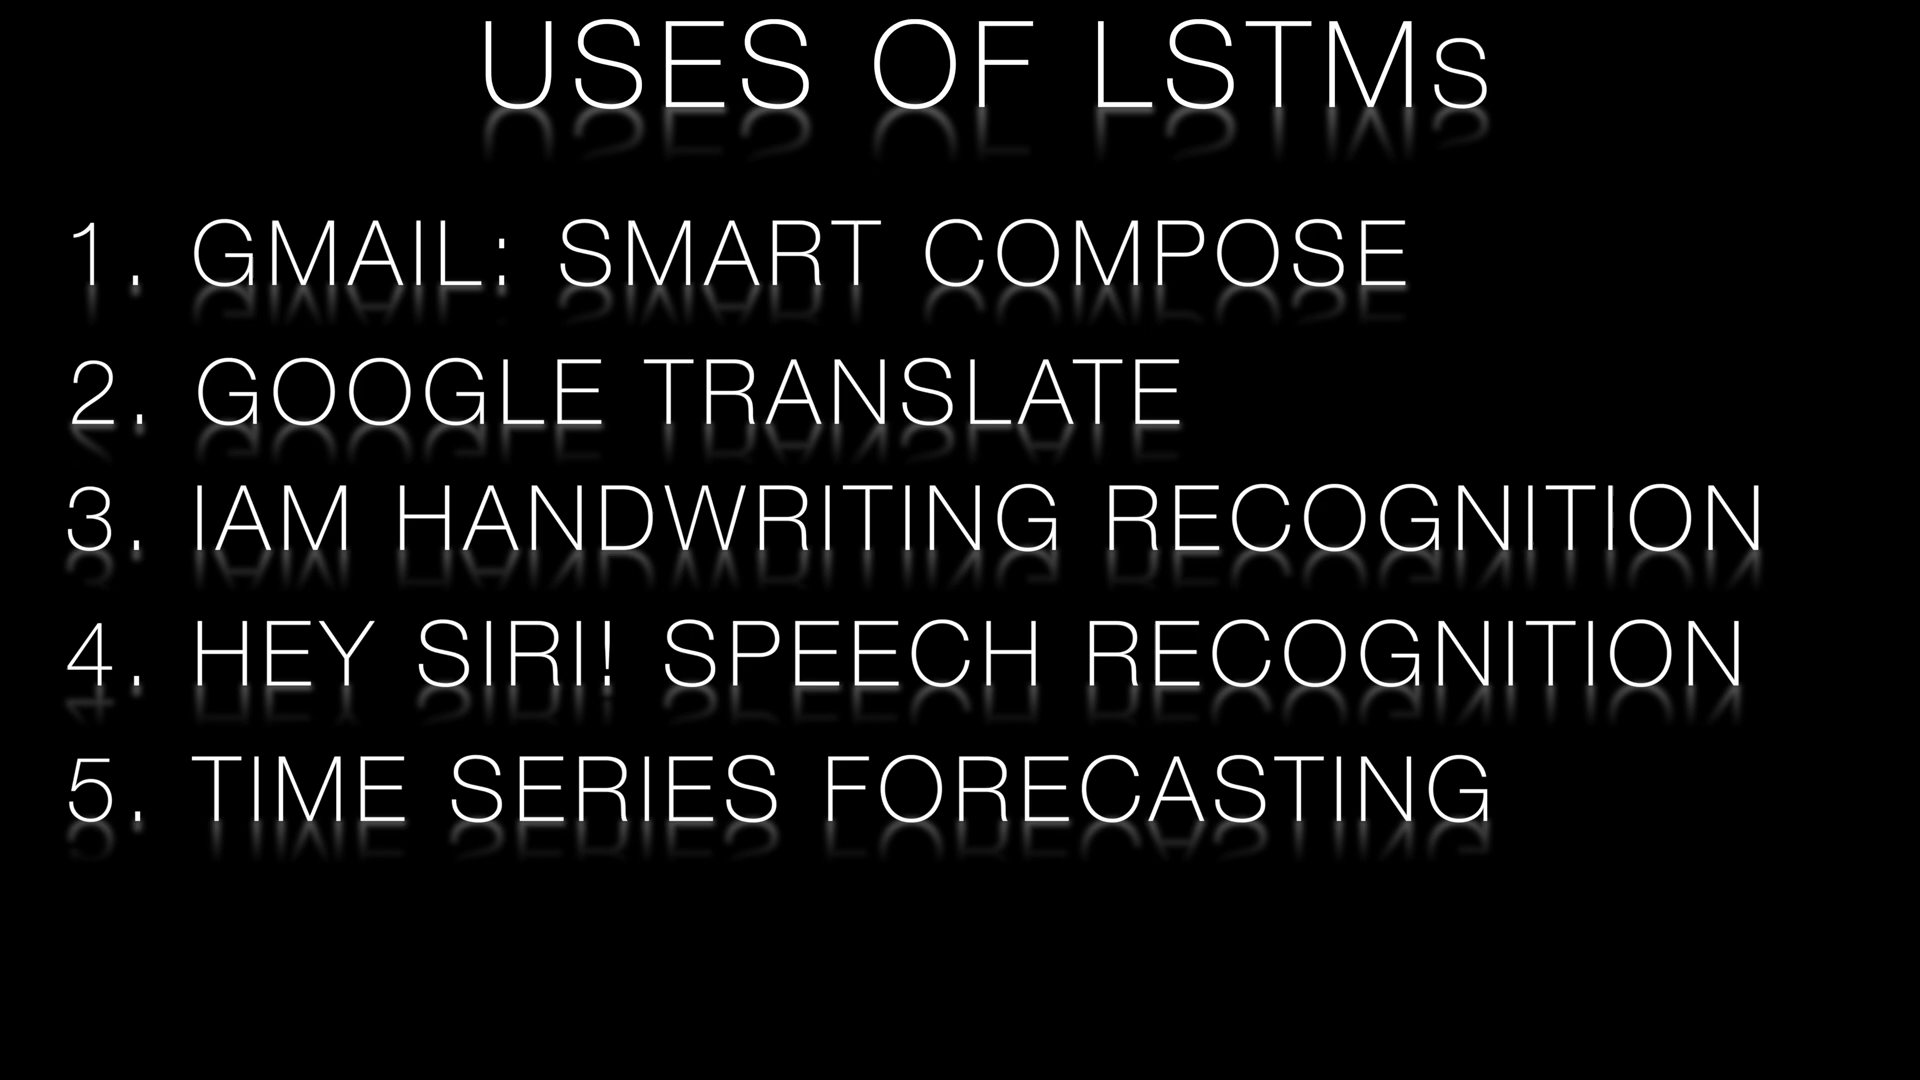 USES OF LSTMs
1. GMAIL: SMART COMPOSE
2. GOOGLE TRANSLATE
3. IAM HANDWRITING RECOGNITION
4. HEY SIRI! SPEECH RECOGNITION
5. TIME SERIES FORECASTING